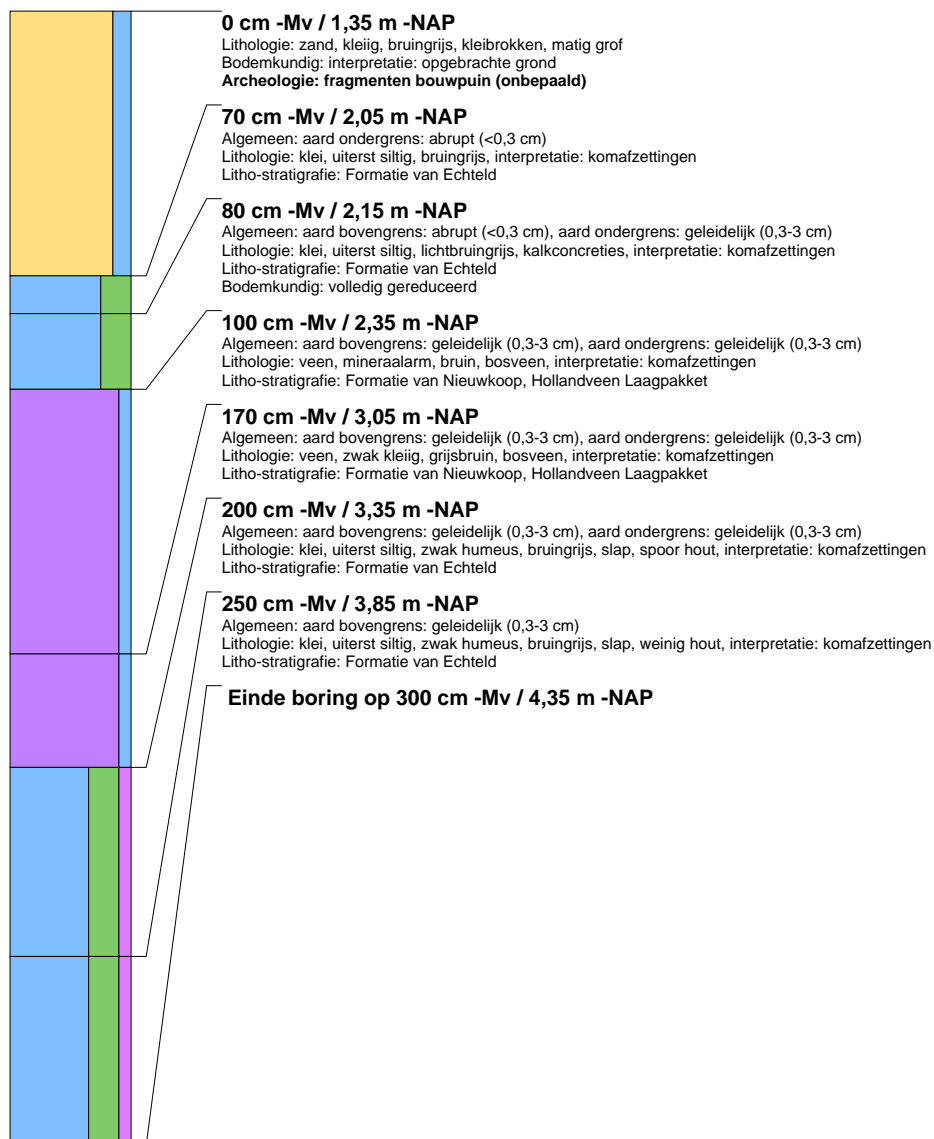 0 cm -Mv / 1,35 m -NAP
Lithologie: zand, kleiig, bruingrijs, kleibrokken, matig grof
Bodemkundig: interpretatie: opgebrachte grond
Archeologie: fragmenten bouwpuin (onbepaald)
70 cm -Mv / 2,05 m -NAP
Algemeen: aard ondergrens: abrupt (<0,3 cm)
Lithologie: klei, uiterst siltig, bruingrijs, interpretatie: komafzettingen
Litho-stratigrafie: Formatie van Echteld
80 cm -Mv / 2,15 m -NAP
Algemeen: aard bovengrens: abrupt (<0,3 cm), aard ondergrens: geleidelijk (0,3-3 cm)
Lithologie: klei, uiterst siltig, lichtbruingrijs, kalkconcreties, interpretatie: komafzettingen
Litho-stratigrafie: Formatie van Echteld
Bodemkundig: volledig gereduceerd
100 cm -Mv / 2,35 m -NAP
Algemeen: aard bovengrens: geleidelijk (0,3-3 cm), aard ondergrens: geleidelijk (0,3-3 cm)
Lithologie: veen, mineraalarm, bruin, bosveen, interpretatie: komafzettingen
Litho-stratigrafie: Formatie van Nieuwkoop, Hollandveen Laagpakket
170 cm -Mv / 3,05 m -NAP
Algemeen: aard bovengrens: geleidelijk (0,3-3 cm), aard ondergrens: geleidelijk (0,3-3 cm)
Lithologie: veen, zwak kleiig, grijsbruin, bosveen, interpretatie: komafzettingen
Litho-stratigrafie: Formatie van Nieuwkoop, Hollandveen Laagpakket
200 cm -Mv / 3,35 m -NAP
Algemeen: aard bovengrens: geleidelijk (0,3-3 cm), aard ondergrens: geleidelijk (0,3-3 cm)
Lithologie: klei, uiterst siltig, zwak humeus, bruingrijs, slap, spoor hout, interpretatie: komafzettingen
Litho-stratigrafie: Formatie van Echteld
250 cm -Mv / 3,85 m -NAP
Algemeen: aard bovengrens: geleidelijk (0,3-3 cm)
Lithologie: klei, uiterst siltig, zwak humeus, bruingrijs, slap, weinig hout, interpretatie: komafzettingen
Litho-stratigrafie: Formatie van Echteld
Einde boring op 300 cm -Mv / 4,35 m -NAP